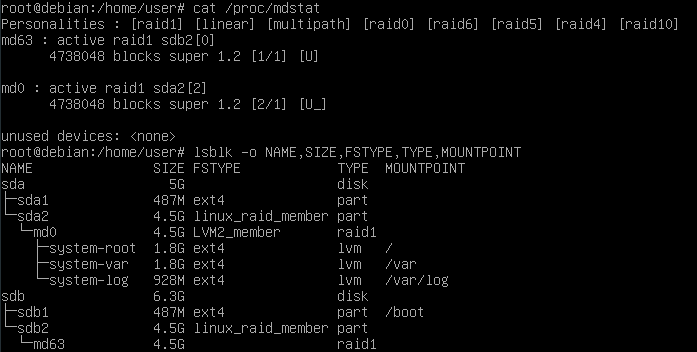 root@debian:/home/user# cat /proc/mdstat
Personalities : [raid1] [linear] [multipath] [raid0] [raid6] [raid5] [raid4] [raid10]
md63 : active raid1 sdb2[0]
      4738048 blocks super 1.2 [1/1] [U]

md0 : active raid1 sda2[2]
      4738048 blocks super 1.2 [2/1] [U_]

unused devices: <none>
root@debian:/home/user# lsblk -o NAME,SIZE,FSTYPE,TYPE,MOUNTPOINT
NAME              SIZE FSTYPE            TYPE  MOUNTPOINT
sda                 5G                   disk
├─sda1            487M ext4              part
└─sda2            4.5G linux_raid_member part
  └─md0           4.5G LVM2_member       raid1
    ├─system-root 1.8G ext4              lvm   /
    ├─system-var  1.8G ext4              lvm   /var
    └─system-log  928M ext4              lvm   /var/log
sdb               6.3G                   disk
├─sdb1            487M ext4              part  /boot
└─sdb2            4.5G linux_raid_member part
  └─md63          4.5G                   raid1